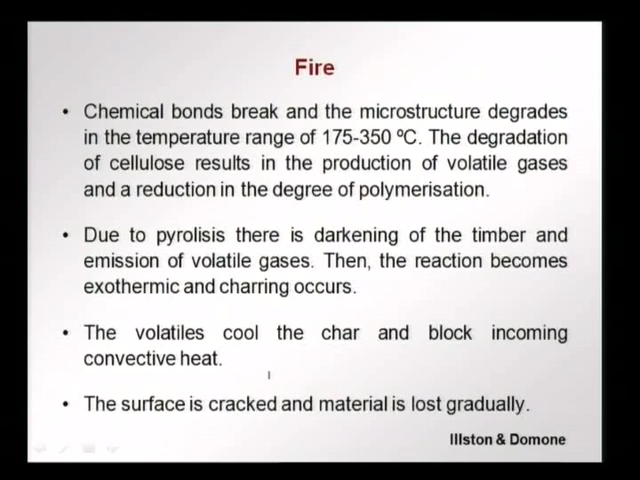 Fire
• Chemical bonds break and the microstructure degrades
in the temperature range of 175-350 ºC. The degradation
of cellulose results in the production of volatile gases
and a reduction in the degree of polymerisation.
• Due to pyrolisis there is darkening of the timber and
emission of volatile gases. Then, the reaction becomes
exothermic and charring occurs.
• The volatiles cool the char and block incoming
convective heat.
• The surface is cracked and material is lost gradually.
Illston & Domone